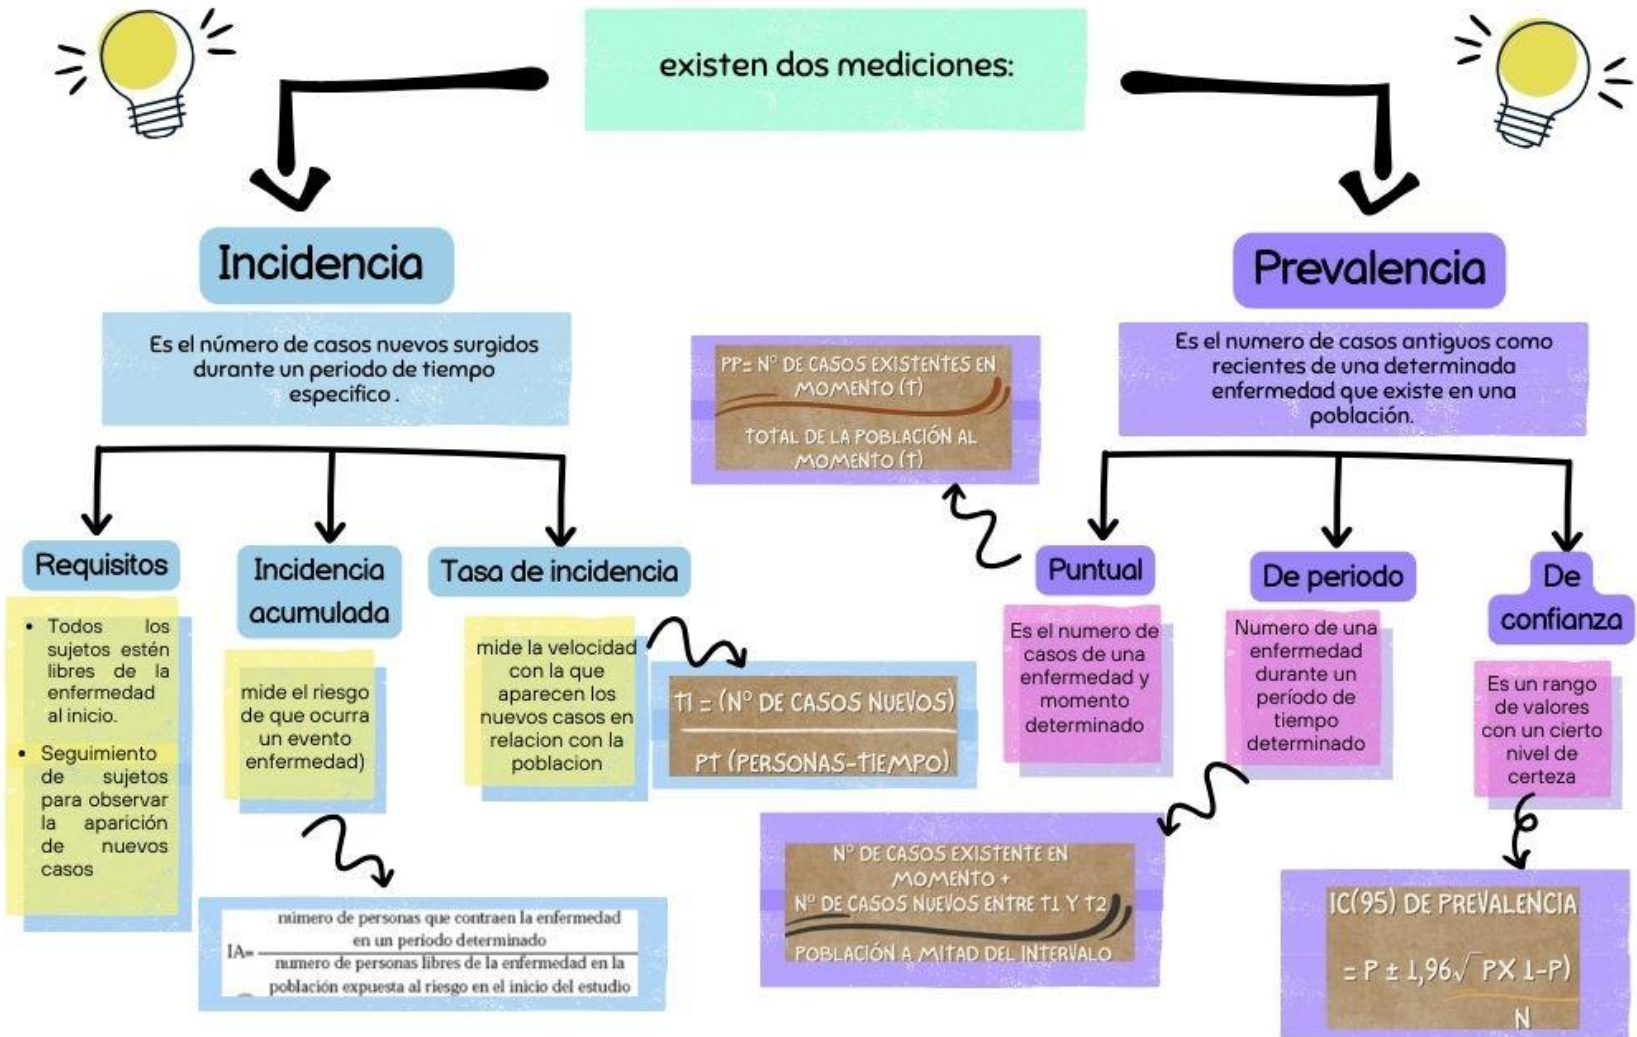 existen dos mediciones:
Incidencia
Es el número de casos nuevos surgidos
durante un periodo de tiempo
especifico .
Requisitos
• Todos los
sujetos estén
libres de la
enfermedad
al inicio.
• Seguimiento
de sujetos
para observar
la aparición
de nuevos
casos
Incidencia
acumulada
mide el riesgo
de que ocurra
un evento
enfermedad)
IA=
número de personas que contraen la enfermedad
en un periodo determinado
numero de personas libres de la enfermedad en la
población expuesta al riesgo en el inicio del estudio
Tasa de incidencia
mide la velocidad
con la que
aparecen los
nuevos casos en
relacion con la
poblacion
TI = (N° DE CASOS NUEVOS)
PT (PERSONAS-TIEMPO)
Prevalencia
Es el numero de casos antiguos como
recientes de una determinada
enfermedad que existe en una
población.
PP= N° DE CASOS EXISTENTES EN
MOMENTO (T)
TOTAL DE LA POBLACIÓN AL
MOMENTO (T)
Puntual
Es el numero de
casos de una
enfermedad y
momento
determinado
De periodo
Numero de una
enfermedad
durante un
período de
tiempo
determinado
N° DE CASOS EXISTENTE EN
MOMENTO +
N° DE CASOS NUEVOS ENTRE T1 Y T2
POBLACIÓN A MITAD DEL INTERVALO
De
confianza
Es un rango
de valores
con un cierto
nivel de
certeza
IC(95) DE PREVALENCIA
= P ± 1,96√ PX 1-P)
N